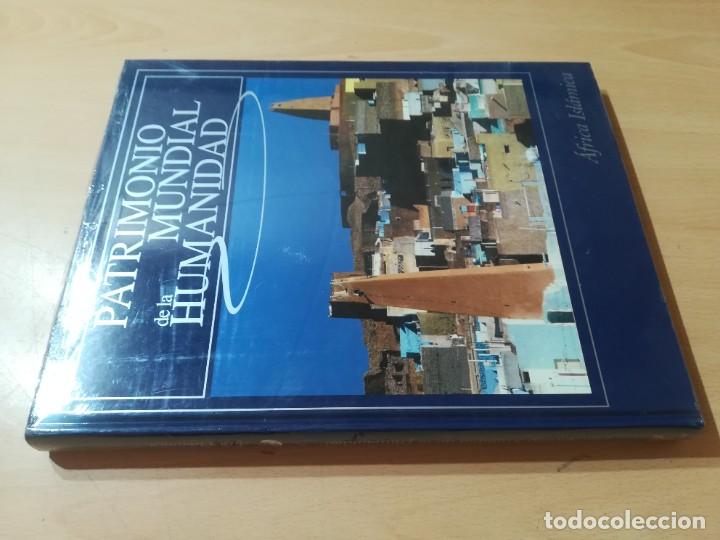 PATRIMONIO
MUNDIAL
de la
HUMANIDAD
África Islámica
todocoleccion